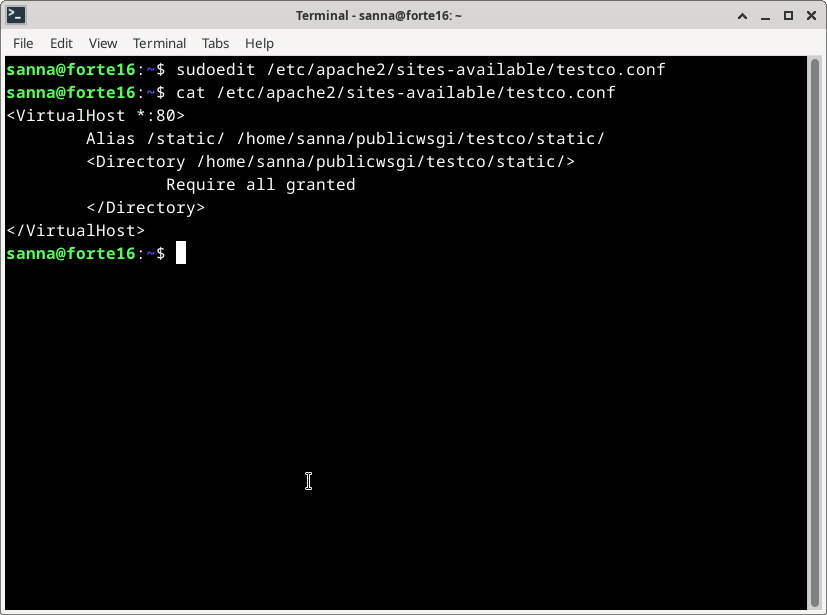 Terminal - sanna@forte16: ~
File Edit View Terminal Tabs Help
sanna@forte16:~$ sudoedit /etc/apache2/sites-available/testco.conf
sanna@forte16:~$ cat /etc/apache2/sites-available/testco.conf
<VirtualHost *:80>
        Alias /static/ /home/sanna/publicwsgi/testco/static/
        <Directory /home/sanna/publicwsgi/testco/static/>
                Require all granted
        </Directory>
</VirtualHost>
sanna@forte16:~$